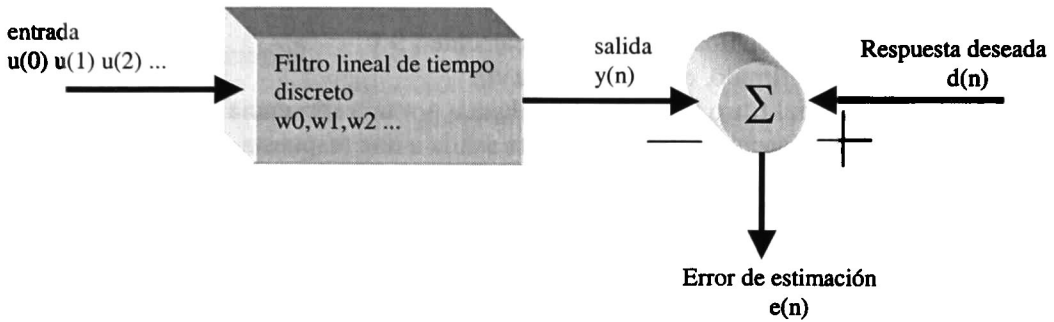 entrada
u(0) u(1) u(2) ...
Filtro lineal de tiempo
discreto
w0,w1,w2 ...
salida
y(n)
Σ
Respuesta deseada
d(n)
— +
Error de estimación
e(n)